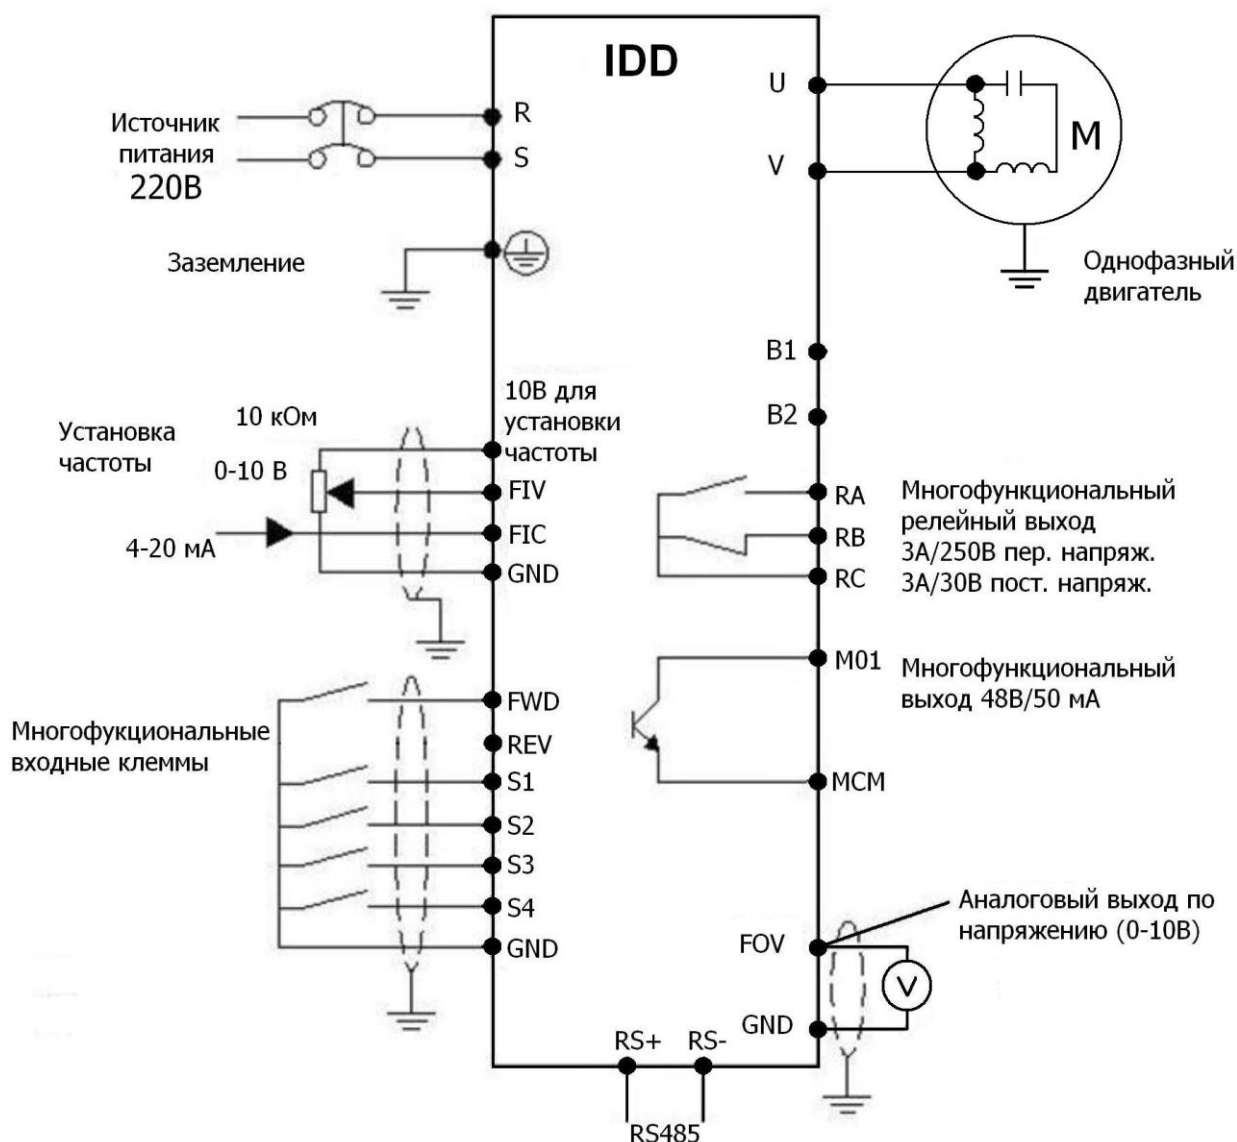 IDD
Источник
питания
220В
R
S
Заземление
U
V
М
Однофазный
двигатель
B1
B2
10В для
установки
частоты
10 кОм
Установка
частоты
0-10 В
FIV
4-20 мА
FIC
GND
RA
RB
RC
Многофункциональный
релейный выход
3А/250В пер. напряж.
3А/30В пост. напряж.
M01
Многофункциональный
выход 48В/50 мА
MCM
Многофукциональные
входные клеммы
FWD
REV
S1
S2
S3
S4
GND
FOV
Аналоговый выход по
напряжению (0-10В)
V
GND
RS+
RS-
RS485